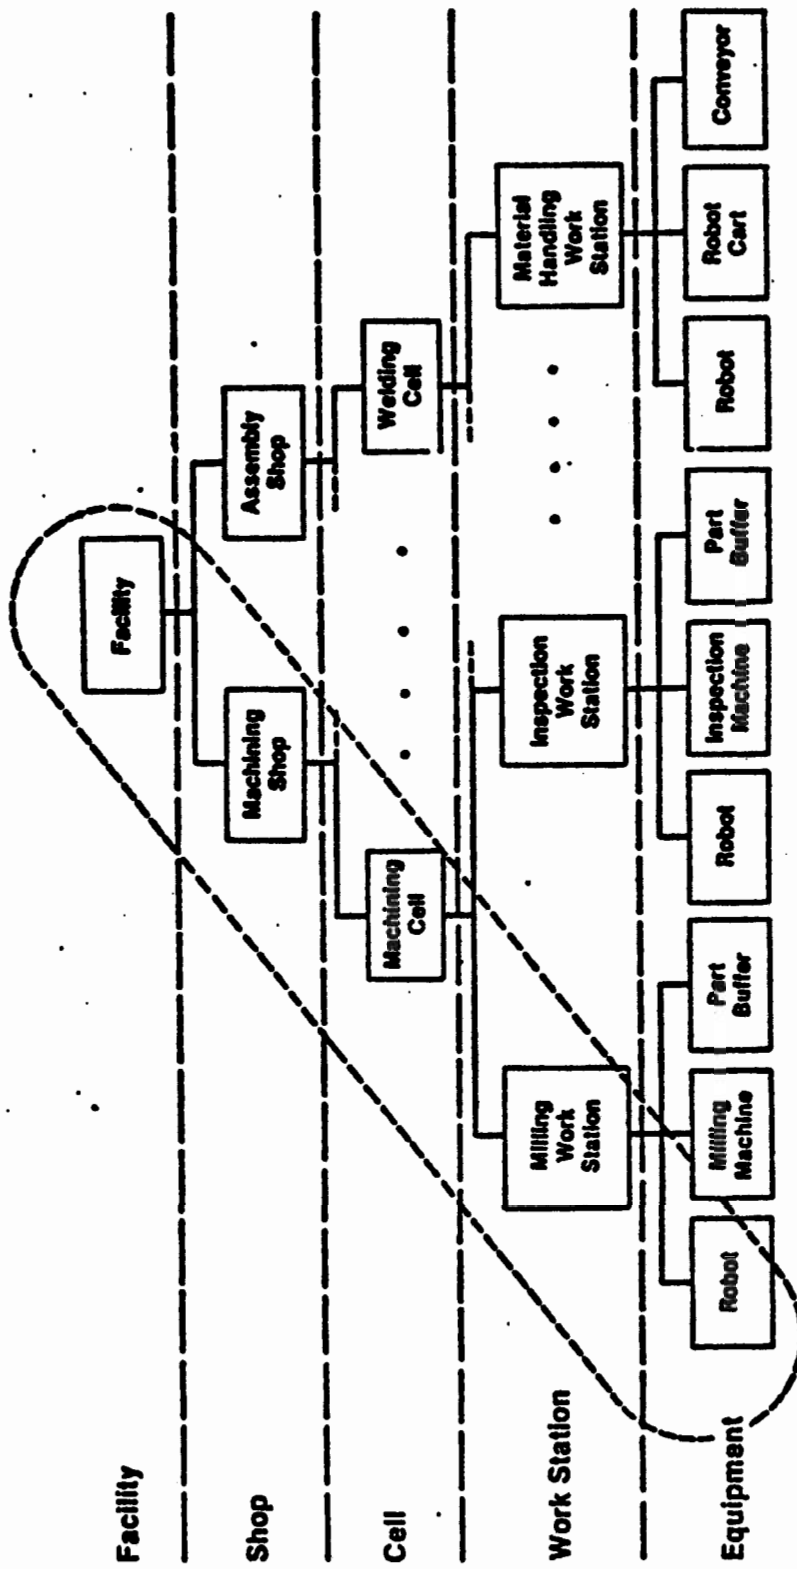 Facility
Facility
Shop
Machining
Shop
Assembly
Shop
Cell
Machining
Cell
Welding
Cell
Work Station
Milling
Work
Station
Inspection
Work
Station
Material
Handling
Work
Station
Equipment
Robot
Milling
Machine
Part
Buffer
Robot
Inspection
Machine
Part
Buffer
Robot
Robot
Cart
Conveyor